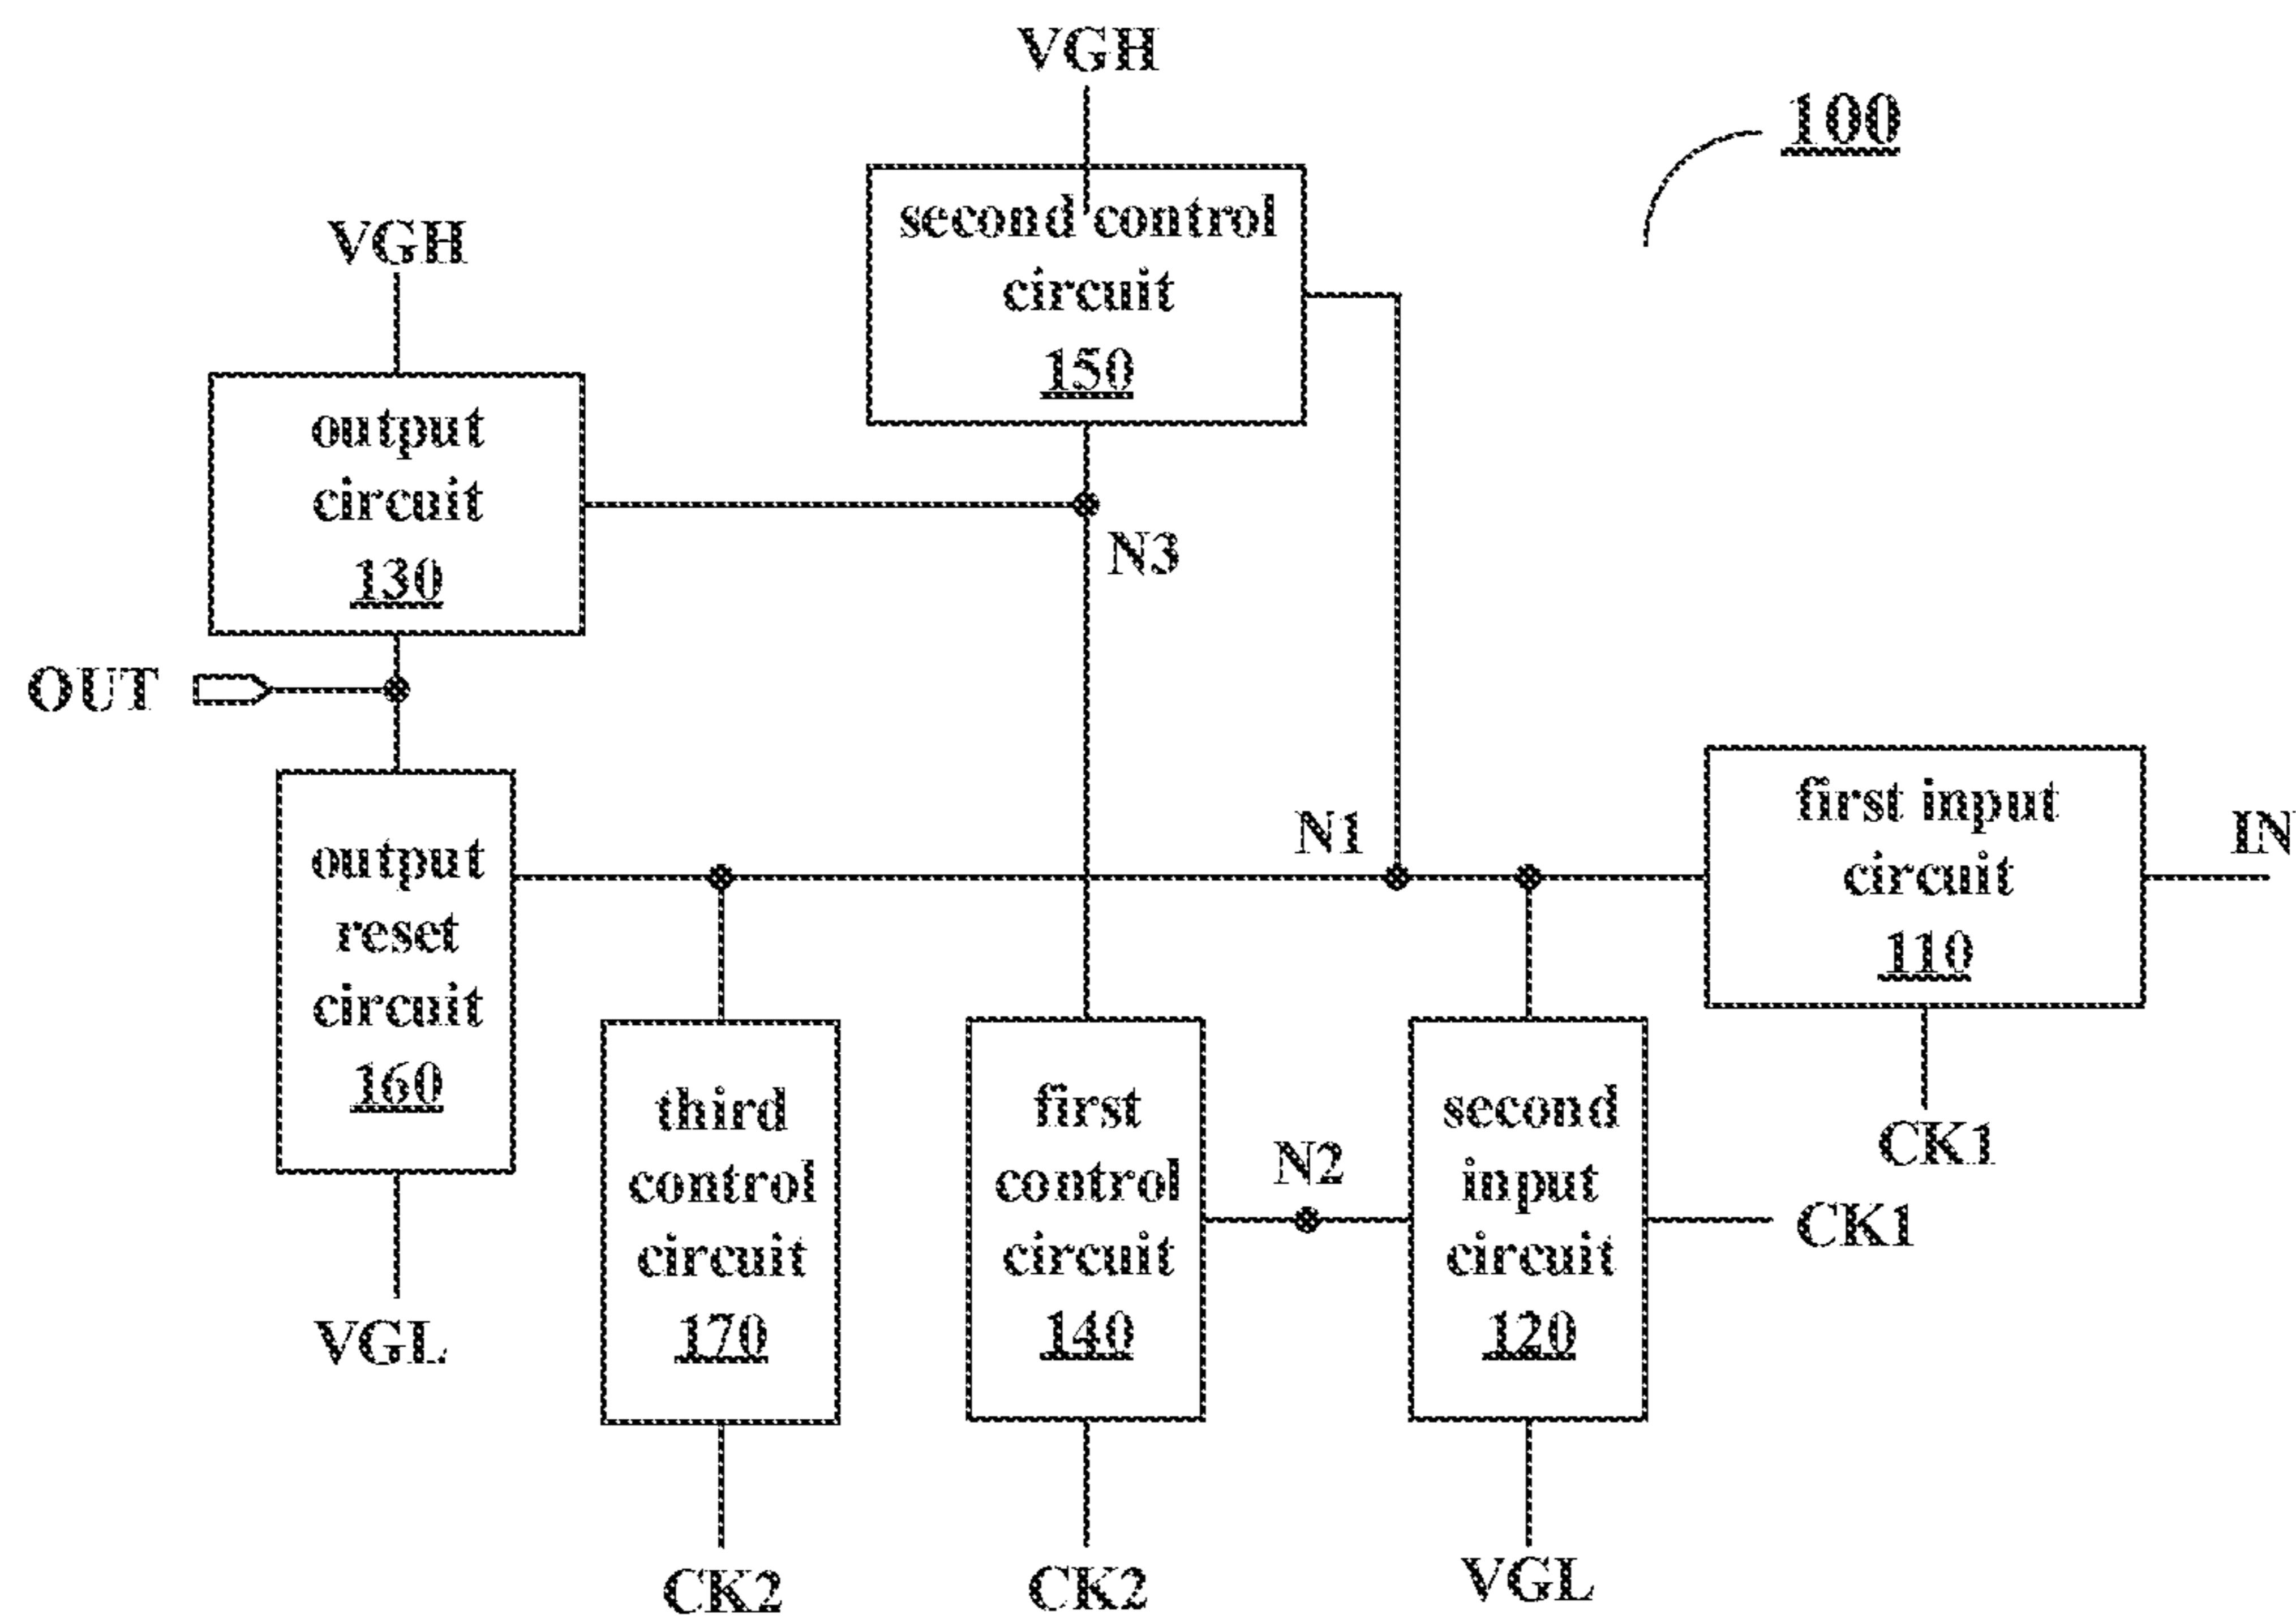 VGH
100
second control
circuit
150
VGH
output
circuit
130
N3
OUT
N1
first input
circuit
110
IN
output
reset
circuit
160
third
control
circuit
170
first
control
circuit
140
N2
second
input
circuit
120
CK1
CK1
VGL
CK2
CK2
VGL